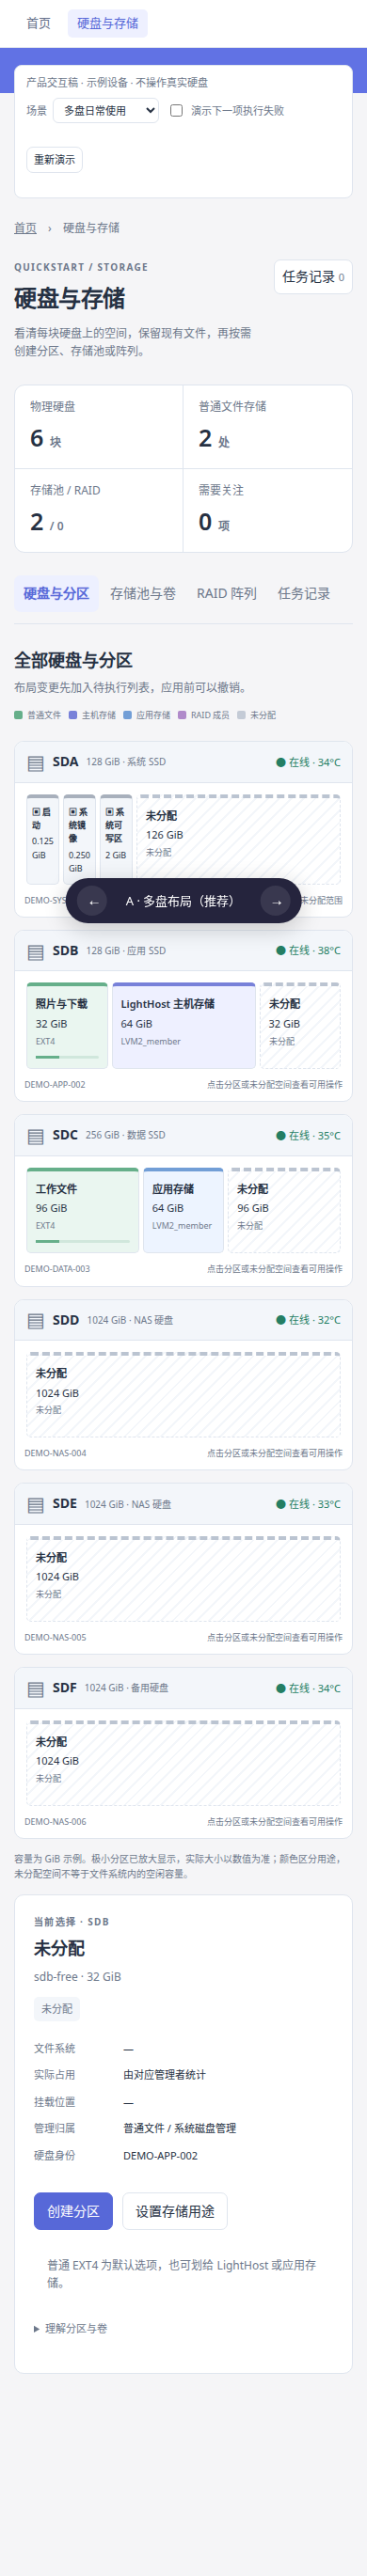 首页 硬盘与存储
产品交互稿 · 示例设备 · 不操作真实硬盘
场景 多盘日常使用 演示下一项执行失败
重新演示
首页 › 硬盘与存储
QUICKSTART / STORAGE
任务记录 0
硬盘与存储
看清每块硬盘上的空间，保留现有文件，再按需
创建分区、存储池或阵列。
物理硬盘 普通文件存储
6 块 2 处
存储池 / RAID 需要关注
2 / 0 0 项
硬盘与分区 存储池与卷 RAID 阵列 任务记录
全部硬盘与分区
布局变更先加入待执行列表，应用前可以撤销。
普通文件 主机存储 应用存储 RAID 成员 未分配
SDA 128 GiB · 系统 SSD 在线 · 34°C
启动
0.125 GiB
系统镜像
0.250 GiB
系统可写区
2 GiB
未分配
126 GiB
未分配
DEMO-SYS
未分配范围
← A · 多盘布局（推荐） →
SDB 128 GiB · 应用 SSD 在线 · 38°C
照片与下载 LightHost 主机存储 未分配
32 GiB 64 GiB 32 GiB
EXT4 LVM2_member 未分配
DEMO-APP-002 点击分区或未分配空间查看可用操作
SDC 256 GiB · 数据 SSD 在线 · 35°C
工作文件 应用存储 未分配
96 GiB 64 GiB 96 GiB
EXT4 LVM2_member 未分配
DEMO-DATA-003 点击分区或未分配空间查看可用操作
SDD 1024 GiB · NAS 硬盘 在线 · 32°C
未分配
1024 GiB
未分配
DEMO-NAS-004 点击分区或未分配空间查看可用操作
SDE 1024 GiB · NAS 硬盘 在线 · 33°C
未分配
1024 GiB
未分配
DEMO-NAS-005 点击分区或未分配空间查看可用操作
SDF 1024 GiB · 备用硬盘 在线 · 34°C
未分配
1024 GiB
未分配
DEMO-NAS-006 点击分区或未分配空间查看可用操作
容量为 GiB 示例。极小分区已放大显示，实际大小以数值为准；颜色区分用途，
未分配空间不等于文件系统内的空闲容量。
当前选择 · SDB
未分配
sdb-free · 32 GiB
未分配
文件系统 —
实际占用 由对应管理者统计
挂载位置 —
管理归属 普通文件 / 系统磁盘管理
硬盘身份 DEMO-APP-002
创建分区 设置存储用途
普通 EXT4 为默认选项，也可划给 LightHost 或应用存
储。
理解分区与卷